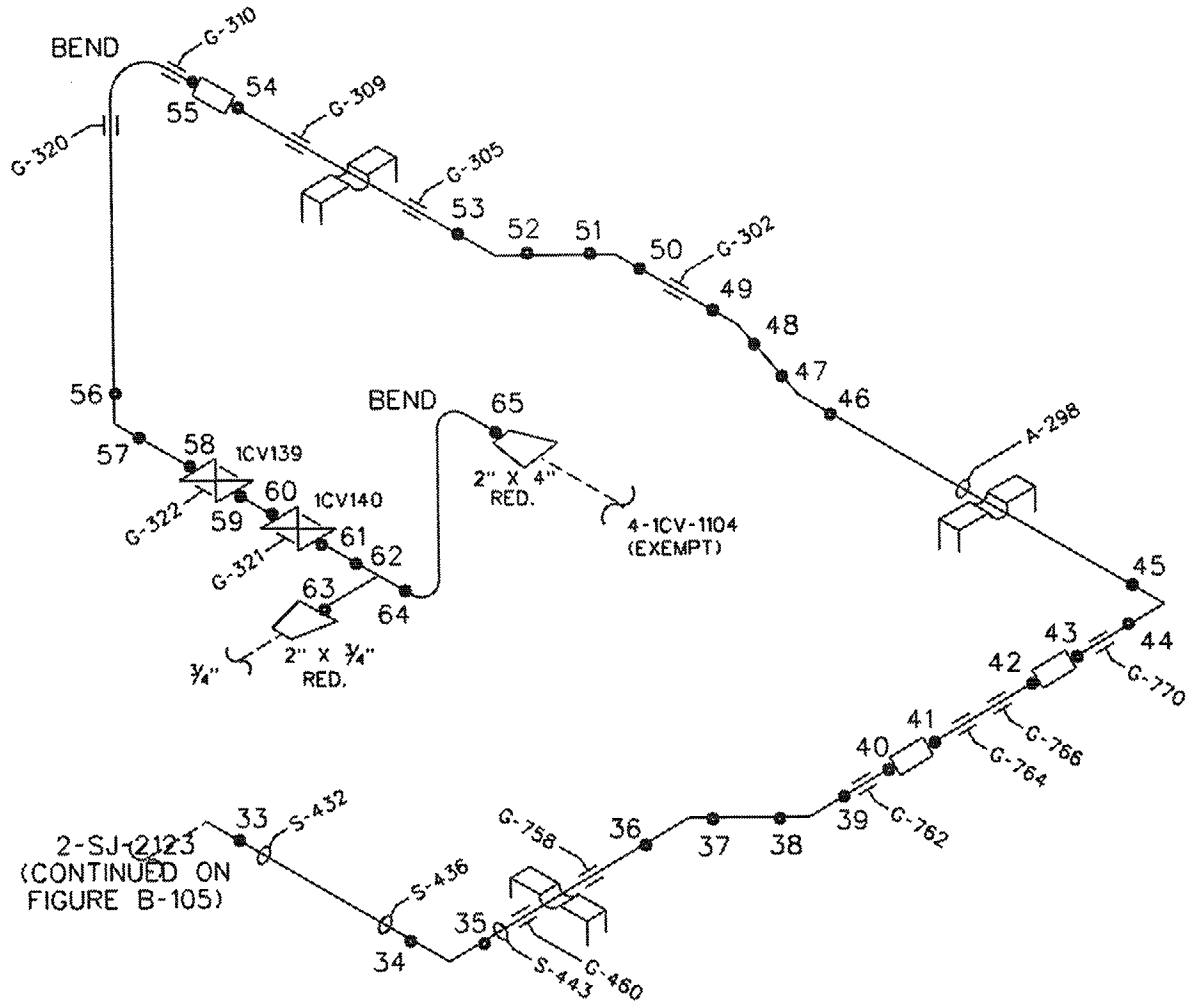 G-310
BEND
54
55
G-309
G-320
G-305
53
52
51
50
G-302
49
48
47
46
56
BEND
65
A-298
57
58
1CV139
2" X 4"
RED.
60
1CV140
59
G-322
4-1CV-1104
(EXEMPT)
61
62
G-321
63
64
45
44
43
3/4"
2" X 3/4"
RED.
42
G-770
41
G-766
40
G-764
33
S-432
39
G-762
G-758
36
37
38
2-SJ-2123
(CONTINUED ON
FIGURE B-105)
S-436
35
34
S-443
G-460